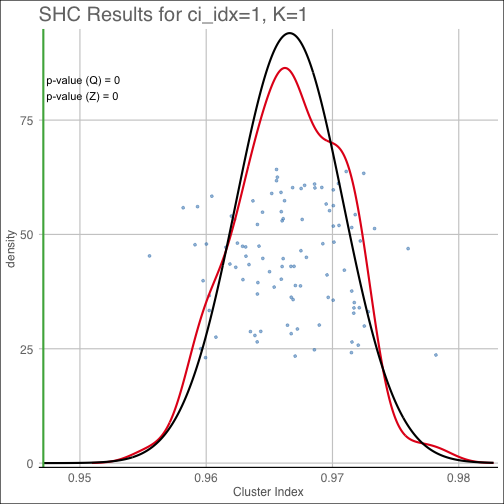 SHC Results for ci_idx=1, K=1
p-value (Q) = 0
p-value (Z) = 0
75
50
25
0
density
0.95 0.96 0.97 0.98
Cluster Index